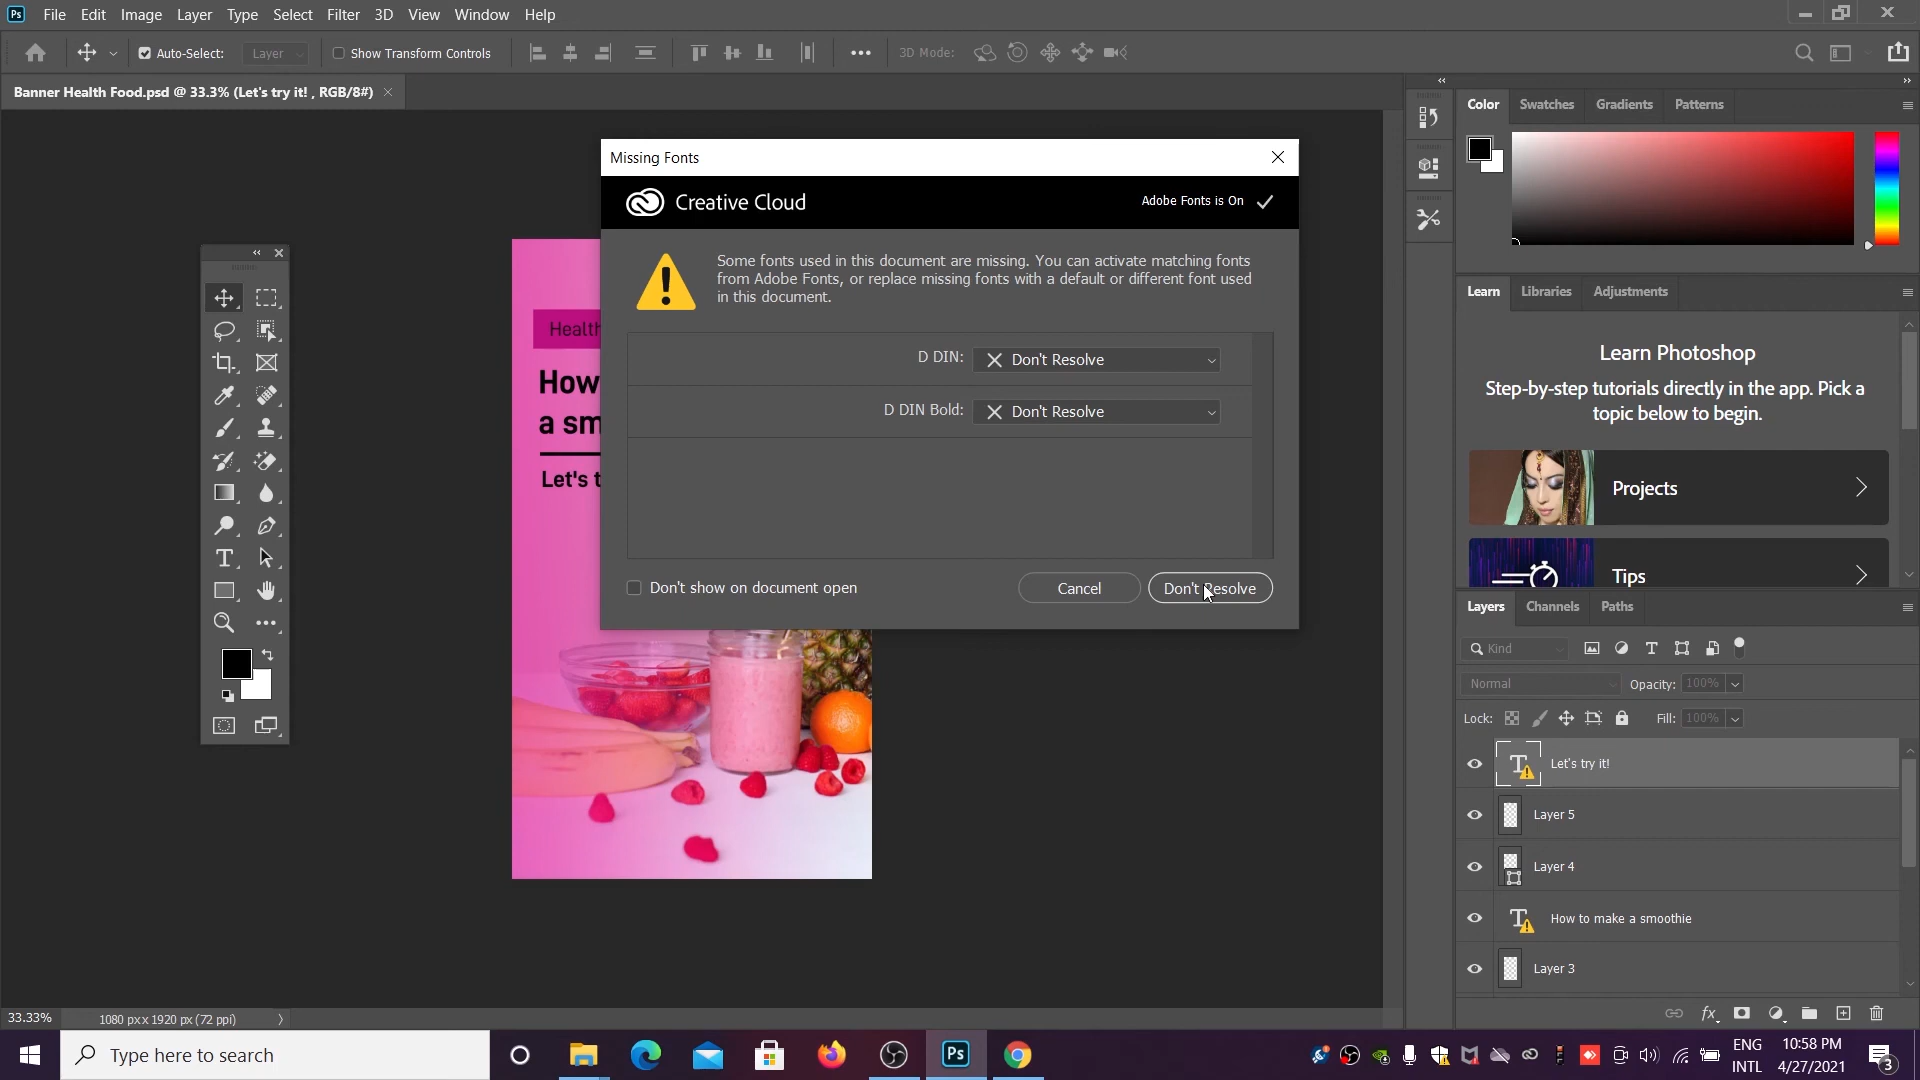 Ps File Edit Image Layer Type Select Filter 3D View Window Help
Auto-Select: Layer Show Transform Controls 3D Mode:
Banner Health Food.psd @ 33.3% (Let's try it! , RGB/8#)
Missing Fonts
Creative Cloud
Adobe Fonts is On
Some fonts used in this document are missing. You can activate matching fonts
from Adobe Fonts, or replace missing fonts with a default or different font used
in this document.
D DIN: Don't Resolve
D DIN Bold: Don't Resolve
Don't show on document open
Cancel
Don't Resolve
Health
How
a sm
Let's t
Color Swatches Gradients Patterns
Learn Libraries Adjustments
Learn Photoshop
Step-by-step tutorials directly in the app. Pick a
topic below to begin.
Projects
Tips
Layers Channels Paths
Kind
Normal Opacity: 100%
Lock: Fill: 100%
Let's try it!
Layer 5
Layer 4
How to make a smoothie
Layer 3
fx
33.33% 1080 px x 1920 px (72 ppi)
Type here to search
Ps
ENG
INTL
10:58 PM
4/27/2021
3